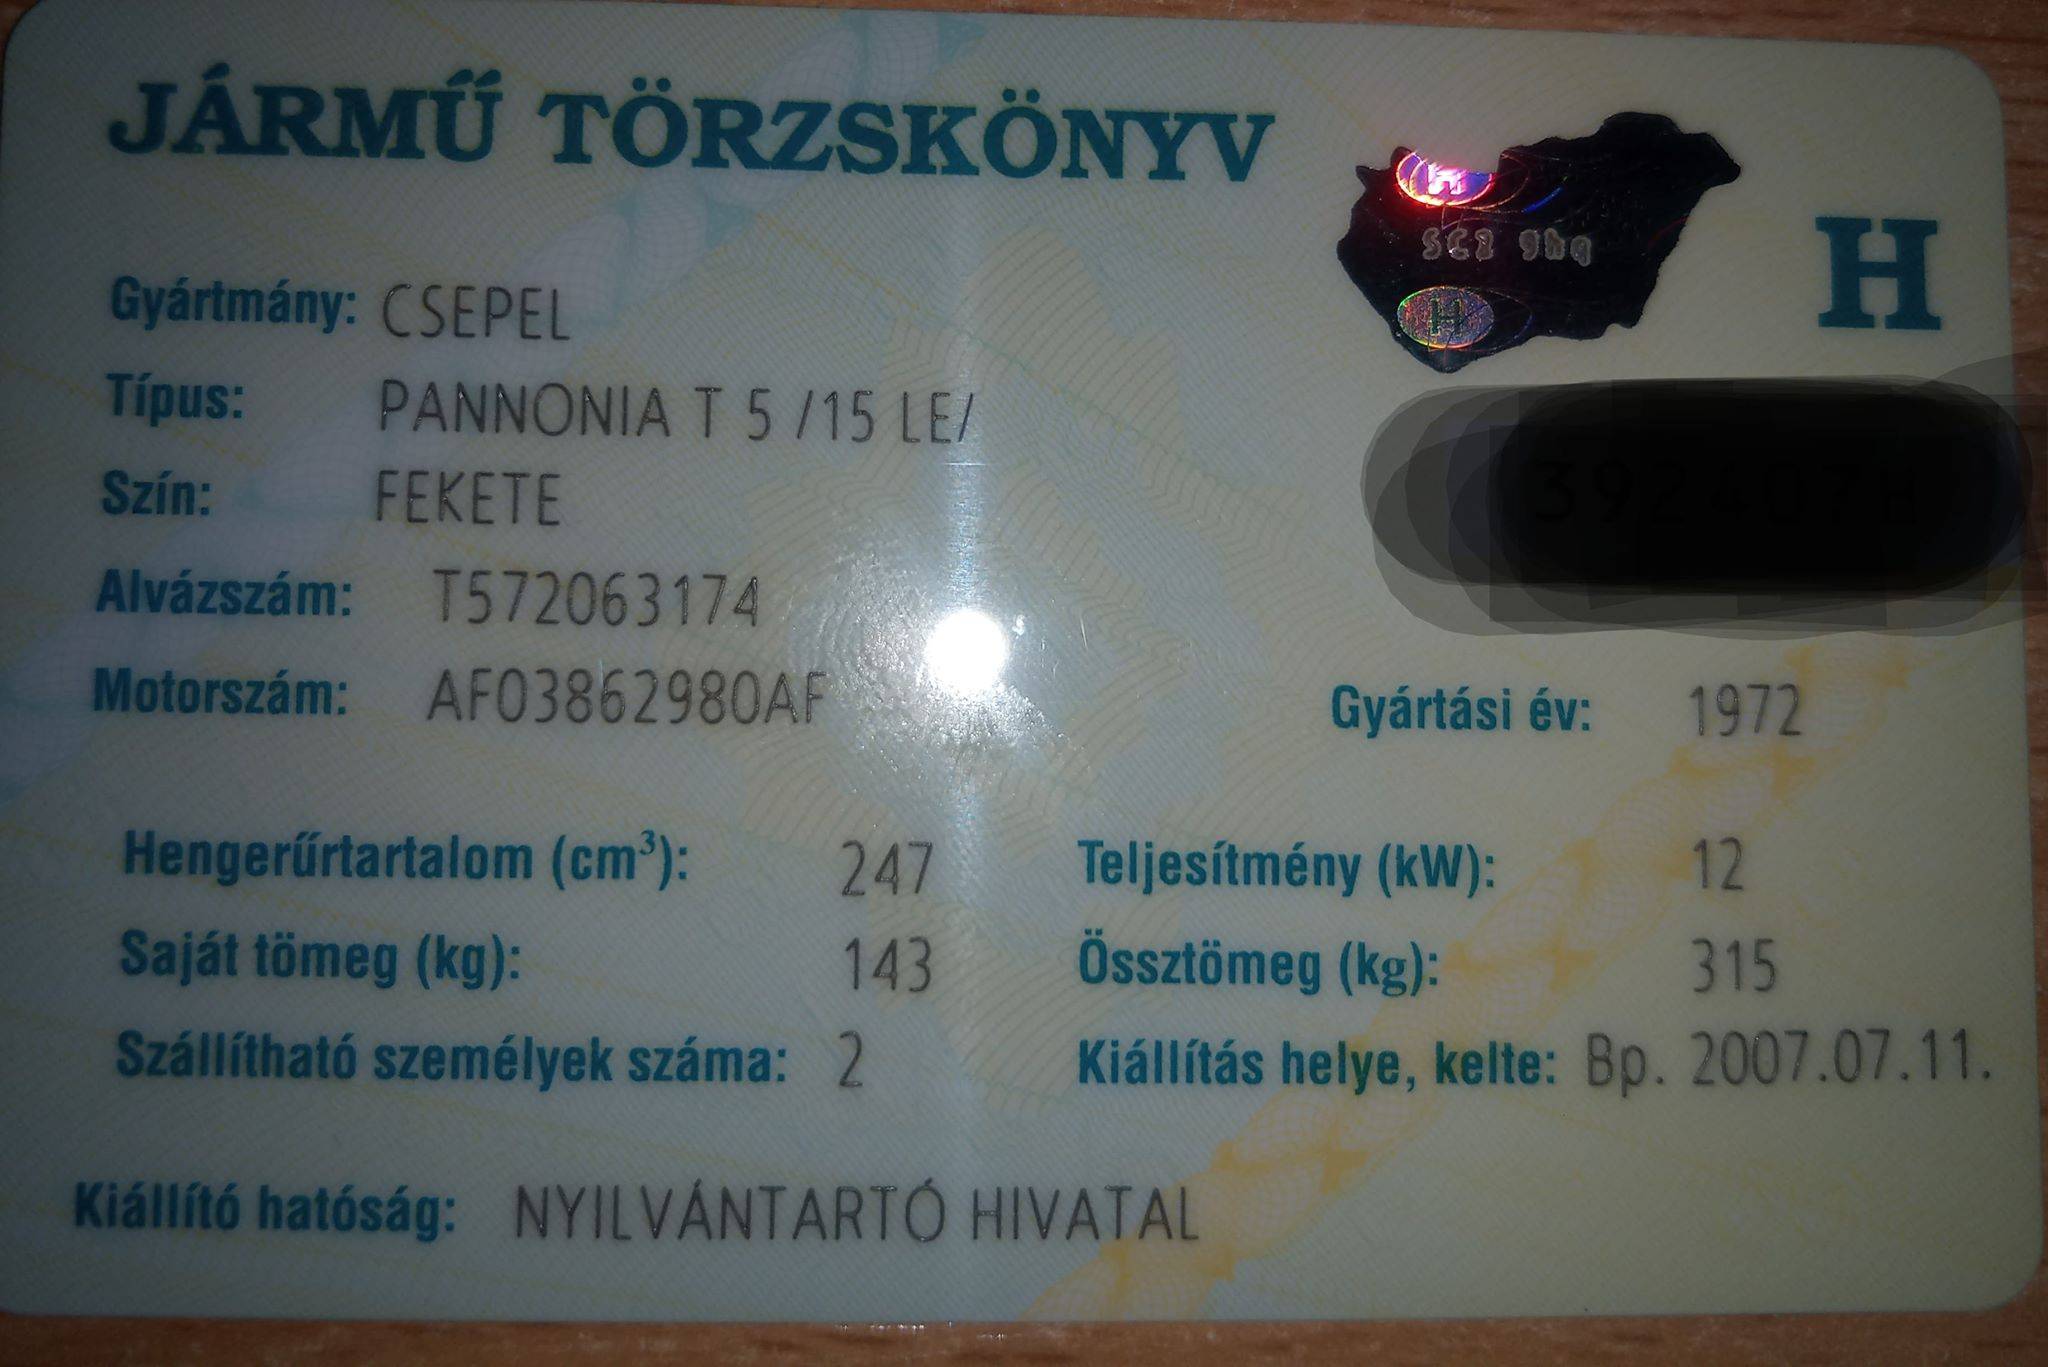 JÁRMŰ TÖRZSKÖNYV
H
Gyártmány: CSEPEL
Típus: PANNONIA T 5 /15 LE/
Szín: FEKETE
Alvázszám: T572063174
Motorszám: AF03862980AF
Gyártási év: 1972
Hengerűrtartalom (cm³): 247 Teljesítmény (kW): 12
Saját tömeg (kg): 143 Össztömeg (kg): 315
Szállítható személyek száma: 2 Kiállítás helye, kelte: Bp. 2007.07.11.
Kiállító hatóság: NYILVÁNTARTÓ HIVATAL